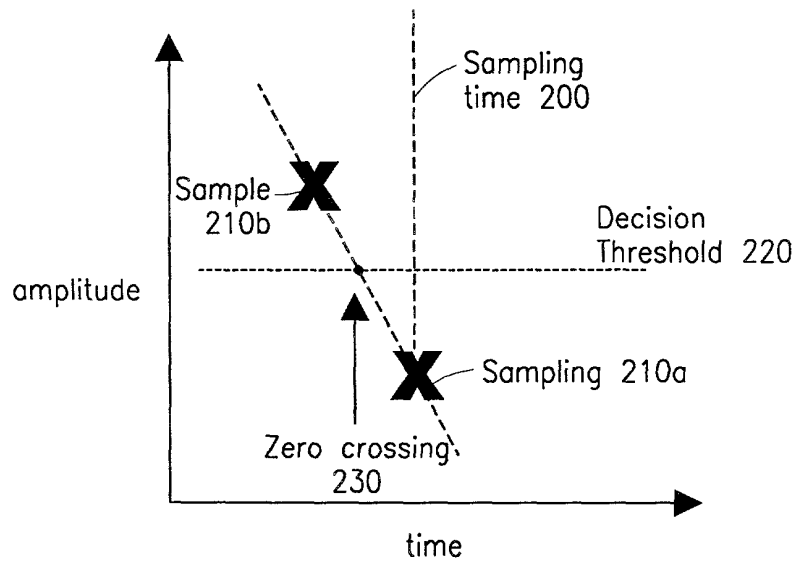 Sampling
time 200
Sample
210b
Decision
Threshold 220
amplitude
Sampling 210a
Zero crossing
230
time